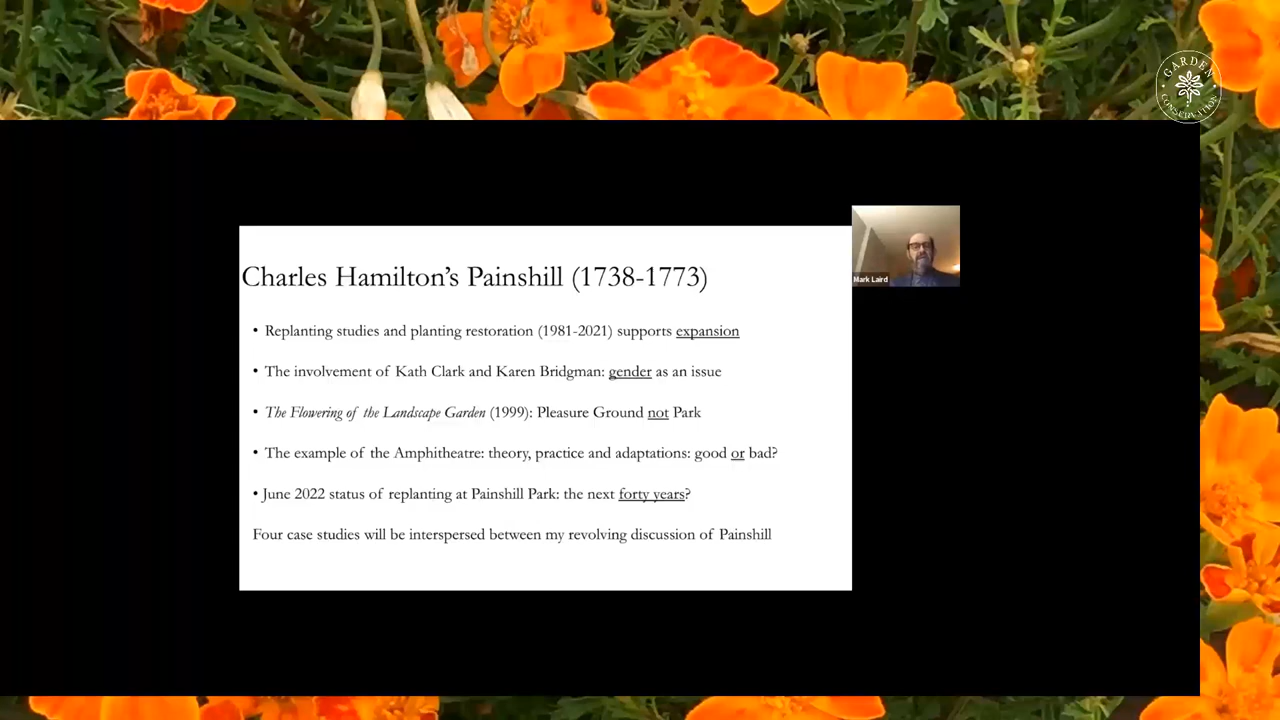 GARDEN
CONSERVATION
Mark Laird
Charles Hamilton’s Painshill (1738-1773)
• Replanting studies and planting restoration (1981-2021) supports expansion
• The involvement of Kath Clark and Karen Bridgman: gender as an issue
• The Flowering of the Landscape Garden (1999): Pleasure Ground not Park
• The example of the Amphitheatre: theory, practice and adaptations: good or bad?
• June 2022 status of replanting at Painshill Park: the next forty years?
Four case studies will be interspersed between my revolving discussion of Painshill